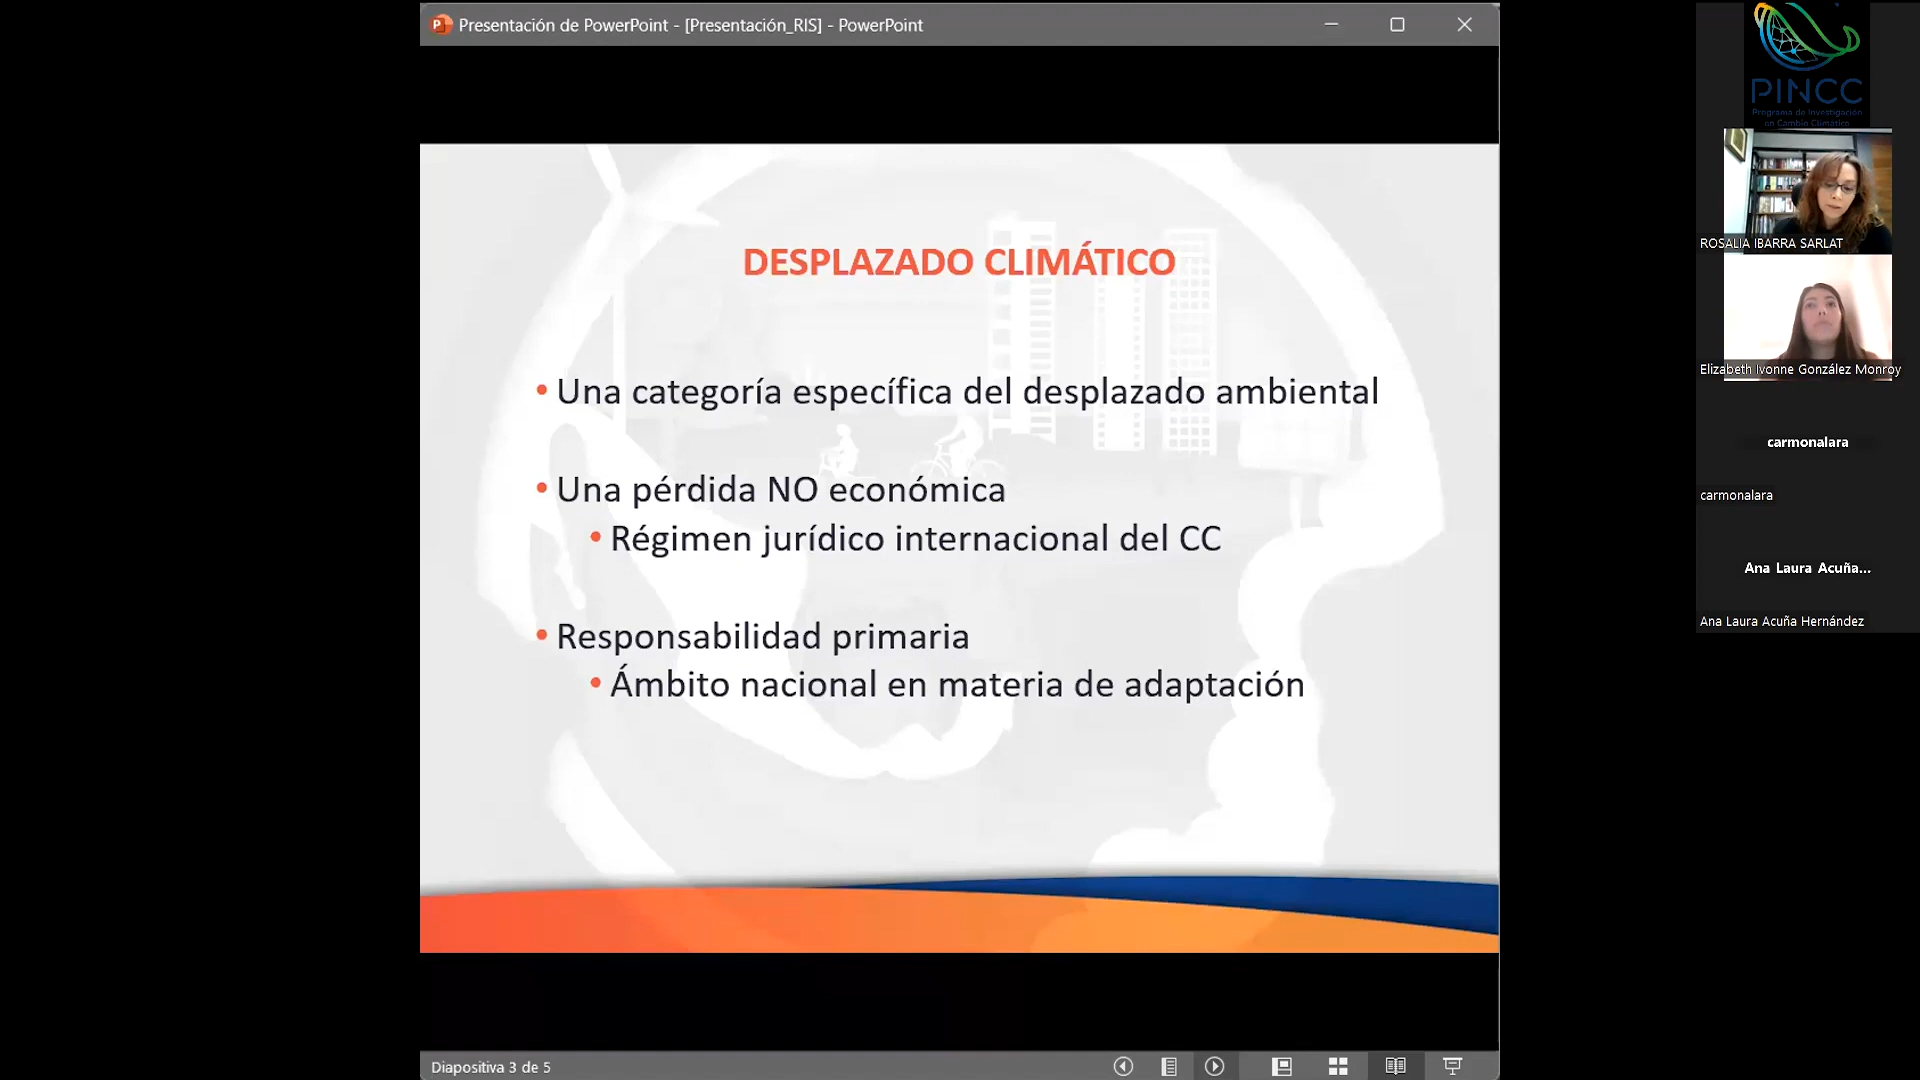 Presentación de PowerPoint - [Presentación_RIS] - PowerPoint
DESPLAZADO CLIMÁTICO
• Una categoría específica del desplazado ambiental
• Una pérdida NO económica
• Régimen jurídico internacional del CC
• Responsabilidad primaria
• Ámbito nacional en materia de adaptación
Diapositiva 3 de 5
PINCC
Programa de Investigación
en Cambio Climático
ROSALIA IBARRA SARLAT
Elizabeth Ivonne González Monroy
carmonalara
carmonalara
Ana Laura Acuña...
Ana Laura Acuña Hernández